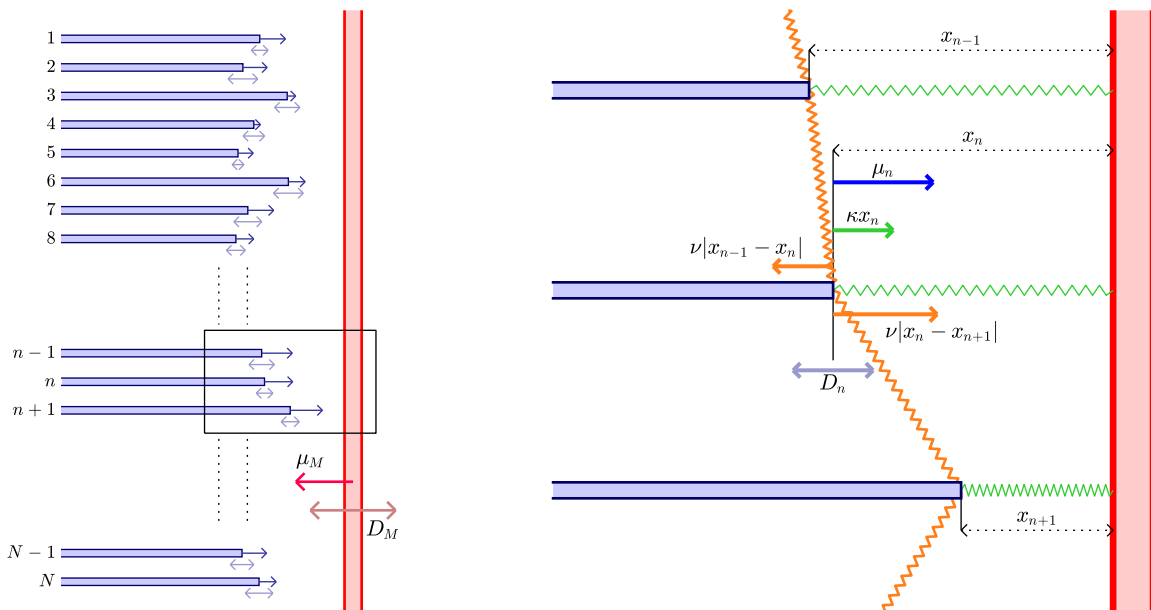 1
2
3
4
5
6
7
8
n − 1
n
n + 1
μ_M
D_M
N − 1
N
x_{n−1}
x_n
μ_n
κx_n
ν|x_{n−1} − x_n|
ν|x_n − x_{n+1}|
D_n
x_{n+1}